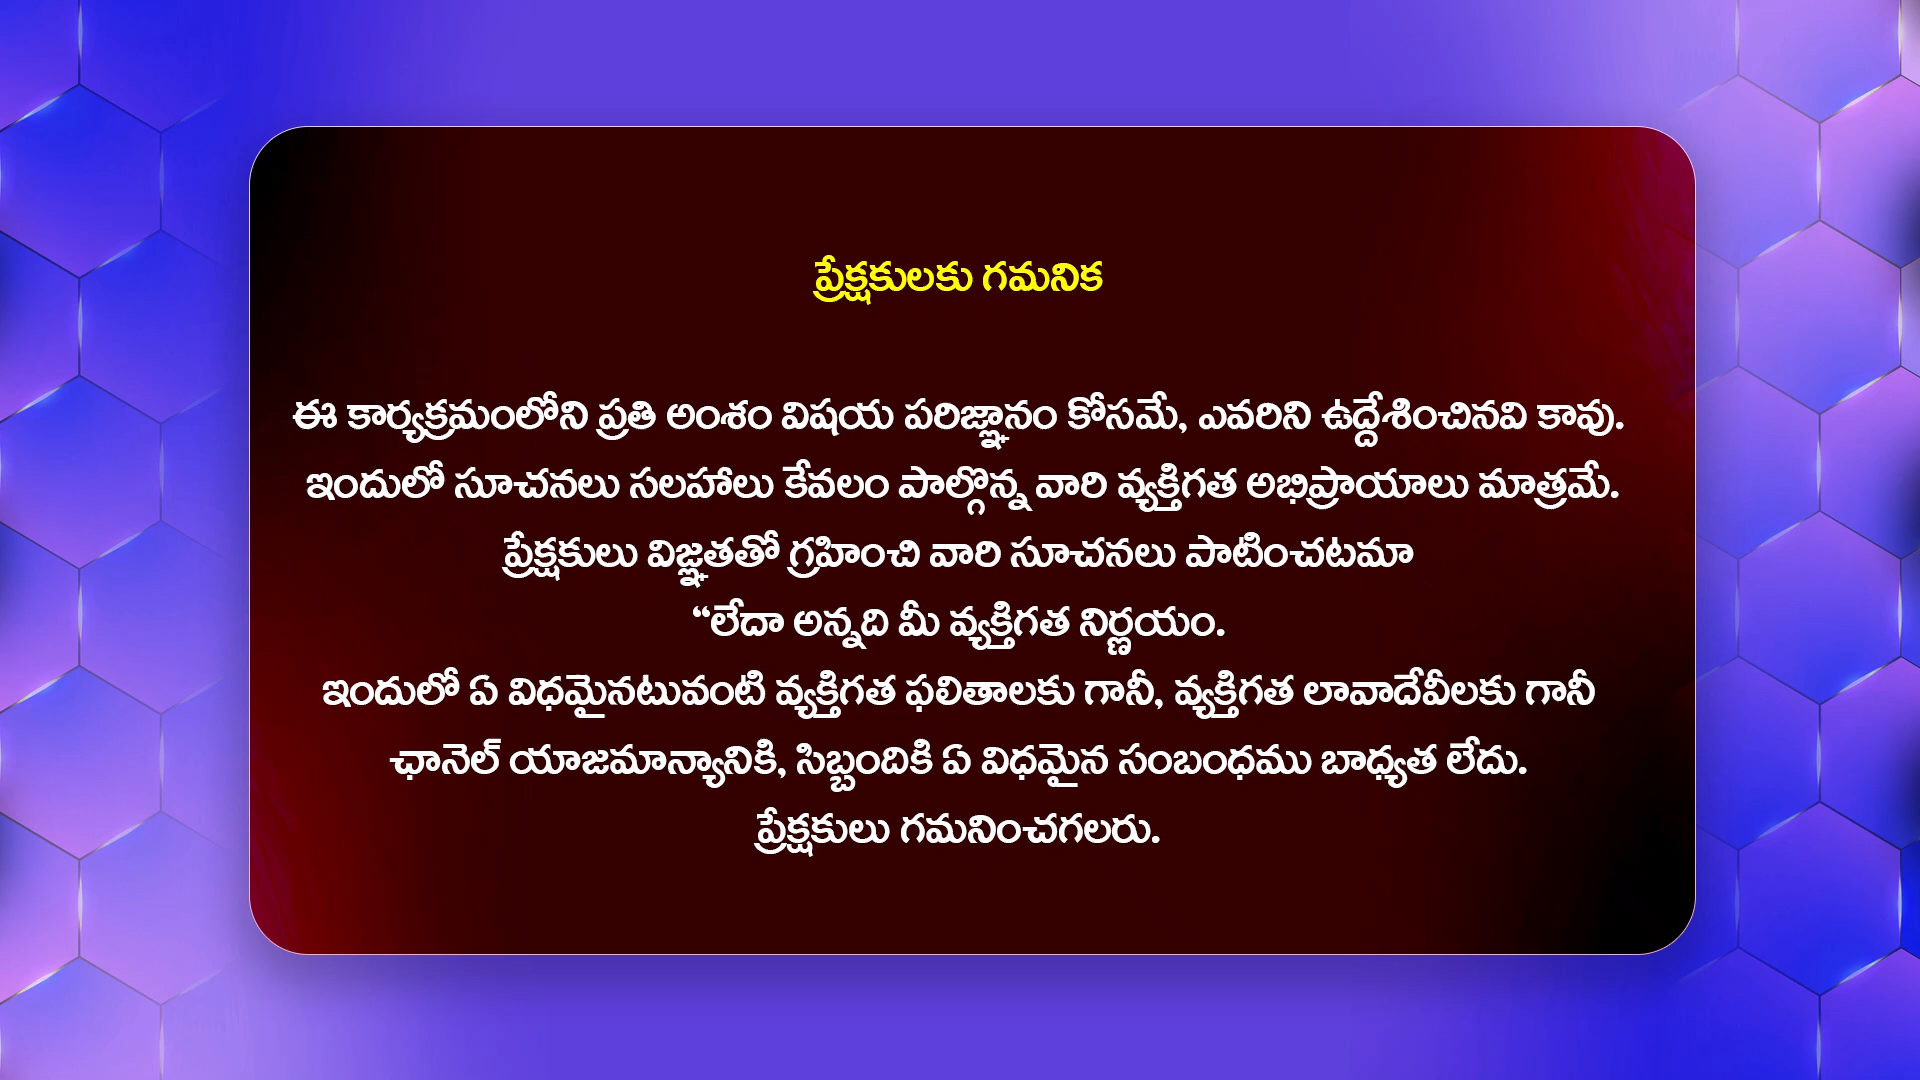 ప్రేక్షకులకు గమనిక
ఈ కార్యక్రమంలోని ప్రతి అంశం విషయ పరిజ్ఞానం కోసమే, ఎవరిని ఉద్దేశించినవి కావు.
ఇందులో సూచనలు సలహాలు కేవలం పాల్గొన్న వారి వ్యక్తిగత అభిప్రాయాలు మాత్రమే.
ప్రేక్షకులు విజ్ఞతతో గ్రహించి వారి సూచనలు పాటించటమా
“లేదా అన్నది మీ వ్యక్తిగత నిర్ణయం.
ఇందులో ఏ విధమైనటువంటి వ్యక్తిగత ఫలితాలకు గానీ, వ్యక్తిగత లావాదేవీలకు గానీ
ఛానెల్ యాజమాన్యానికి, సిబ్బందికి ఏ విధమైన సంబంధము బాధ్యత లేదు.
ప్రేక్షకులు గమనించగలరు.